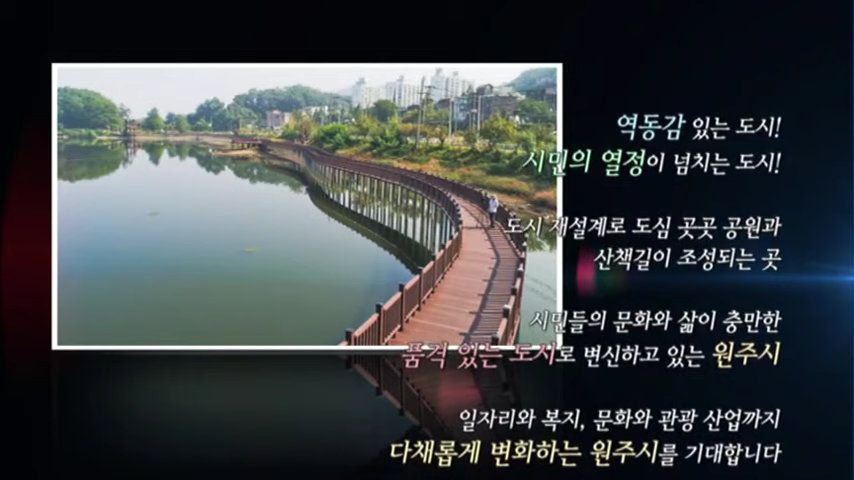 역동감 있는 도시!
시민의 열정이 넘치는 도시!
도시 재설계로 도심 곳곳 공원과
산책길이 조성되는 곳
시민들의 문화와 삶이 충만한
품격 있는 도시로 변신하고 있는 원주시
일자리와 복지, 문화와 관광 산업까지
다채롭게 변화하는 원주시를 기대합니다